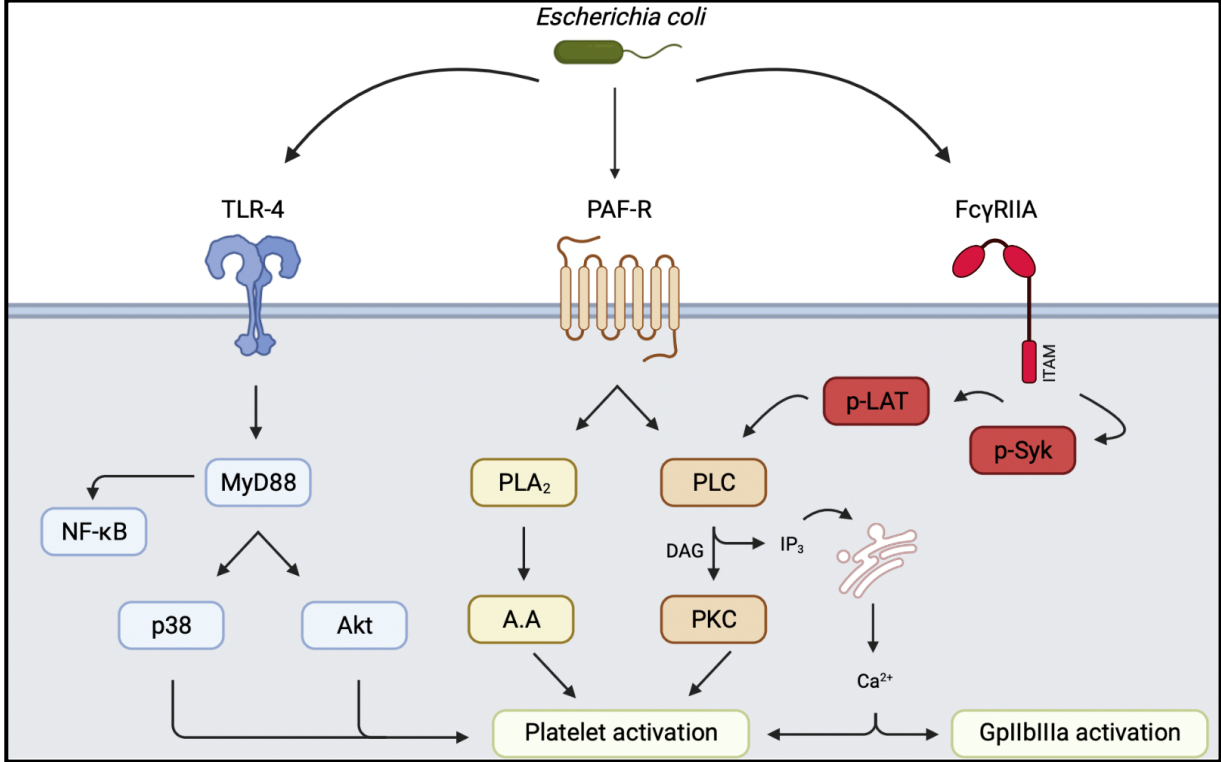 Escherichia coli
TLR-4
PAF-R
FcγRIIA
ITAM
p-LAT
p-Syk
MyD88
PLA₂
PLC
NF-κB
DAG
IP₃
p38
Akt
A.A
PKC
Ca²⁺
Platelet activation
GpIIbIIIa activation